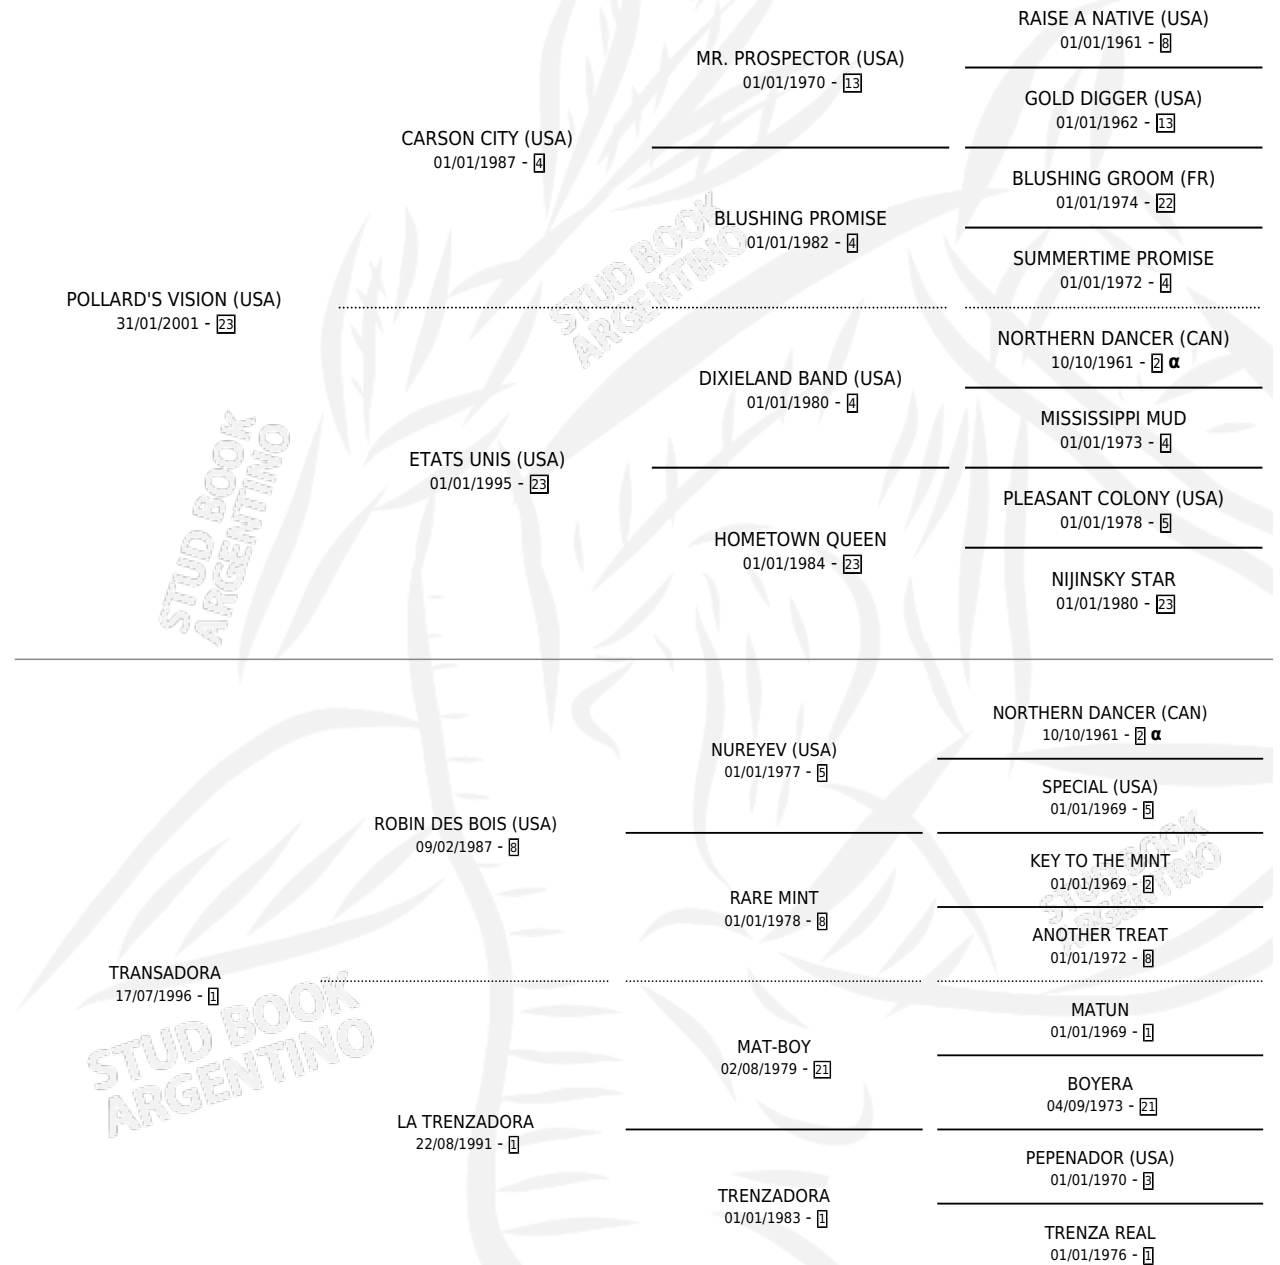 RAISE A NATIVE (USA)
01/01/1961 - 8
MR. PROSPECTOR (USA)
01/01/1970 - 13
GOLD DIGGER (USA)
01/01/1962 - 13
CARSON CITY (USA)
01/01/1987 - 4
BLUSHING GROOM (FR)
01/01/1974 - 22
BLUSHING PROMISE
01/01/1982 - 4
SUMMERTIME PROMISE
01/01/1972 - 4
STUD BOOK
ARGENTINO
POLLARD'S VISION (USA)
31/01/2001 - 23
NORTHERN DANCER (CAN)
10/10/1961 - 2 α
DIXIELAND BAND (USA)
01/01/1980 - 4
MISSISSIPPI MUD
01/01/1973 - 4
ETATS UNIS (USA)
01/01/1995 - 23
PLEASANT COLONY (USA)
01/01/1978 - 5
HOMETOWN QUEEN
01/01/1984 - 23
NIJINSKY STAR
01/01/1980 - 23
STUD BOOK
ARGENTINO
NORTHERN DANCER (CAN)
10/10/1961 - 2 α
NUREYEV (USA)
01/01/1977 - 5
SPECIAL (USA)
01/01/1969 - 5
ROBIN DES BOIS (USA)
09/02/1987 - 8
KEY TO THE MINT
01/01/1969 - 2
RARE MINT
01/01/1978 - 8
ANOTHER TREAT
01/01/1972 - 8
STUD BOOK
ARGENTINO
TRANSADORA
17/07/1996 - 1
MATUN
01/01/1969 - 1
MAT-BOY
02/08/1979 - 21
BOYERA
04/09/1973 - 21
LA TRENZADORA
22/08/1991 - 1
PEPENADOR (USA)
01/01/1970 - 3
TRENZADORA
01/01/1983 - 1
TRENZA REAL
01/01/1976 - 1
STUD BOOK
ARGENTINO